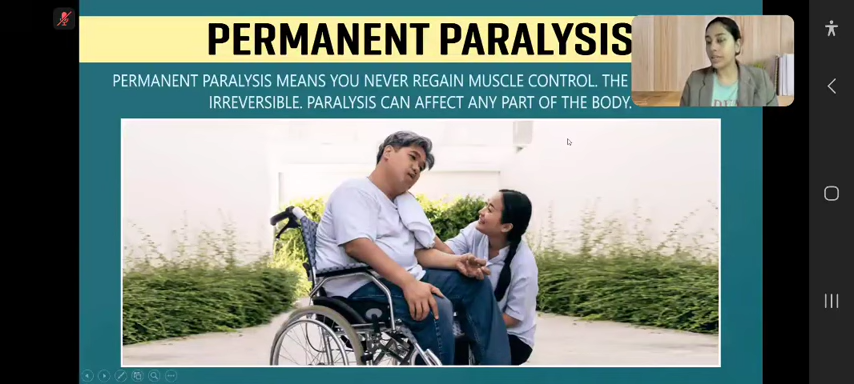 PERMANENT PARALYSIS
PERMANENT PARALYSIS MEANS YOU NEVER REGAIN MUSCLE CONTROL. THE
IRREVERSIBLE. PARALYSIS CAN AFFECT ANY PART OF THE BODY.